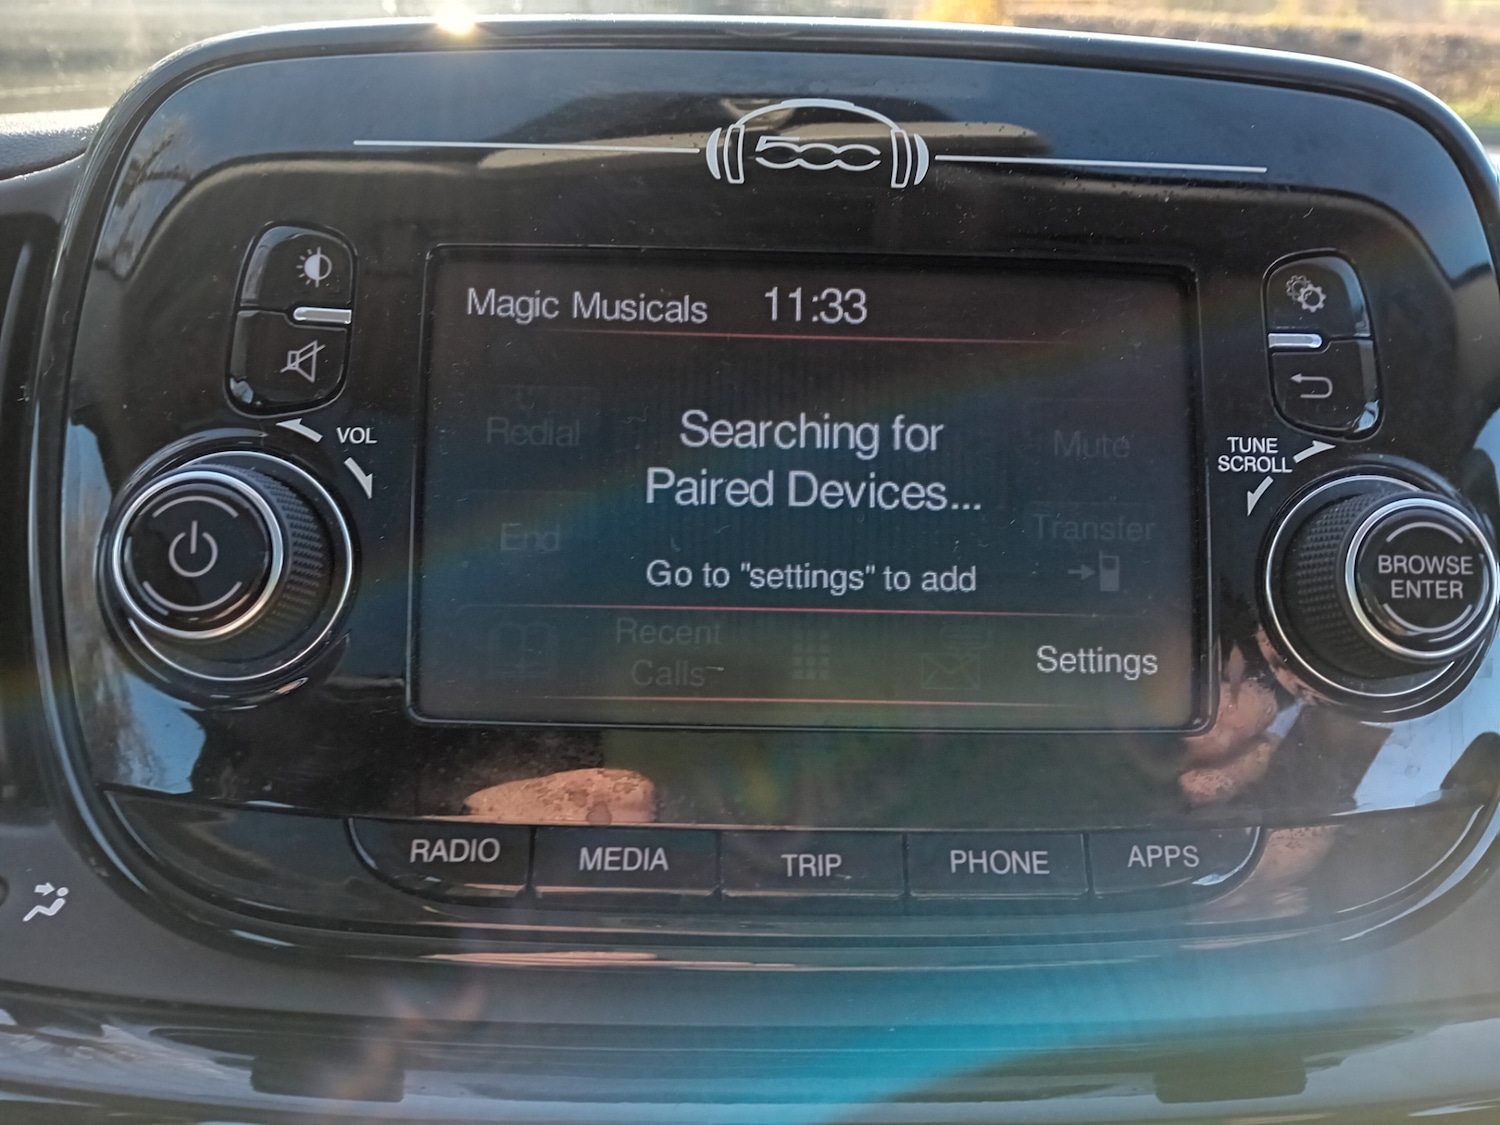 500
Magic Musicals 11:33
Searching for
Paired Devices...
Go to "settings" to add
Redial
Mute
End
Transfer
Recent
Calls
Settings
VOL
TUNE
SCROLL
BROWSE
ENTER
RADIO
MEDIA
TRIP
PHONE
APPS